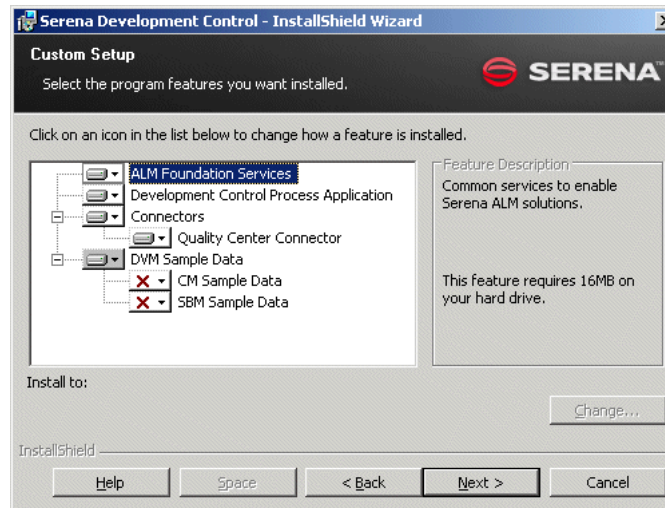 Serena Development Control - InstallShield Wizard
Custom Setup
Select the program features you want installed.
SERENA™
Click on an icon in the list below to change how a feature is installed.
ALM Foundation Services
Development Control Process Application
Connectors
Quality Center Connector
DVM Sample Data
CM Sample Data
SBM Sample Data
Feature Description
Common services to enable
Serena ALM solutions.
This feature requires 16MB on
your hard drive.
Install to:
Change...
InstallShield
Help
Space
< Back
Next >
Cancel